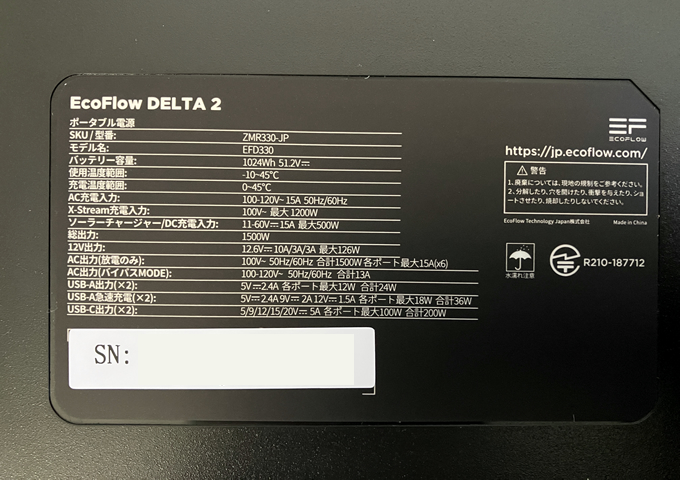 EcoFlow DELTA 2
ポータブル電源
SKU / 型番: ZMR330-JP
モデル名: EFD330
バッテリー容量: 1024Wh 51.2V⎓
使用温度範囲: -10~45℃
充電温度範囲: 0~45℃
AC充電入力: 100-120V~ 15A 50Hz/60Hz
X-Stream充電入力: 100V~ 最大 1200W
ソーラーチャージャー/DC充電入力: 11-60V⎓15A 最大500W
総出力: 1500W
12V出力: 12.6V⎓10A/3A/3A 最大126W
AC出力(放電のみ): 100V~ 50Hz/60Hz 合計1500W 各ポート最大15A(x6)
AC出力(バイパスMODE): 100-120V~ 50Hz/60Hz 合計13A
USB-A出力(×2): 5V⎓2.4A 各ポート最大12W 合計24W
USB-A急速充電(×2): 5V⎓2.4A 9V⎓2A 12V⎓1.5A 各ポート最大18W 合計36W
USB-C出力(×2): 5/9/12/15/20V⎓5A 各ポート最大100W 合計200W
SN:
EF
ECOFLOW
https://jp.ecoflow.com/
警告
1、廃棄については、現地の規制をご参考ください。
2、分解したり、穴を開けたり、衝撃を与えたり、ショ
ートさせたり、焼却したりしないでください。
EcoFlow Technology Japan株式会社 Made in China
水濡れ注意
R210-187712